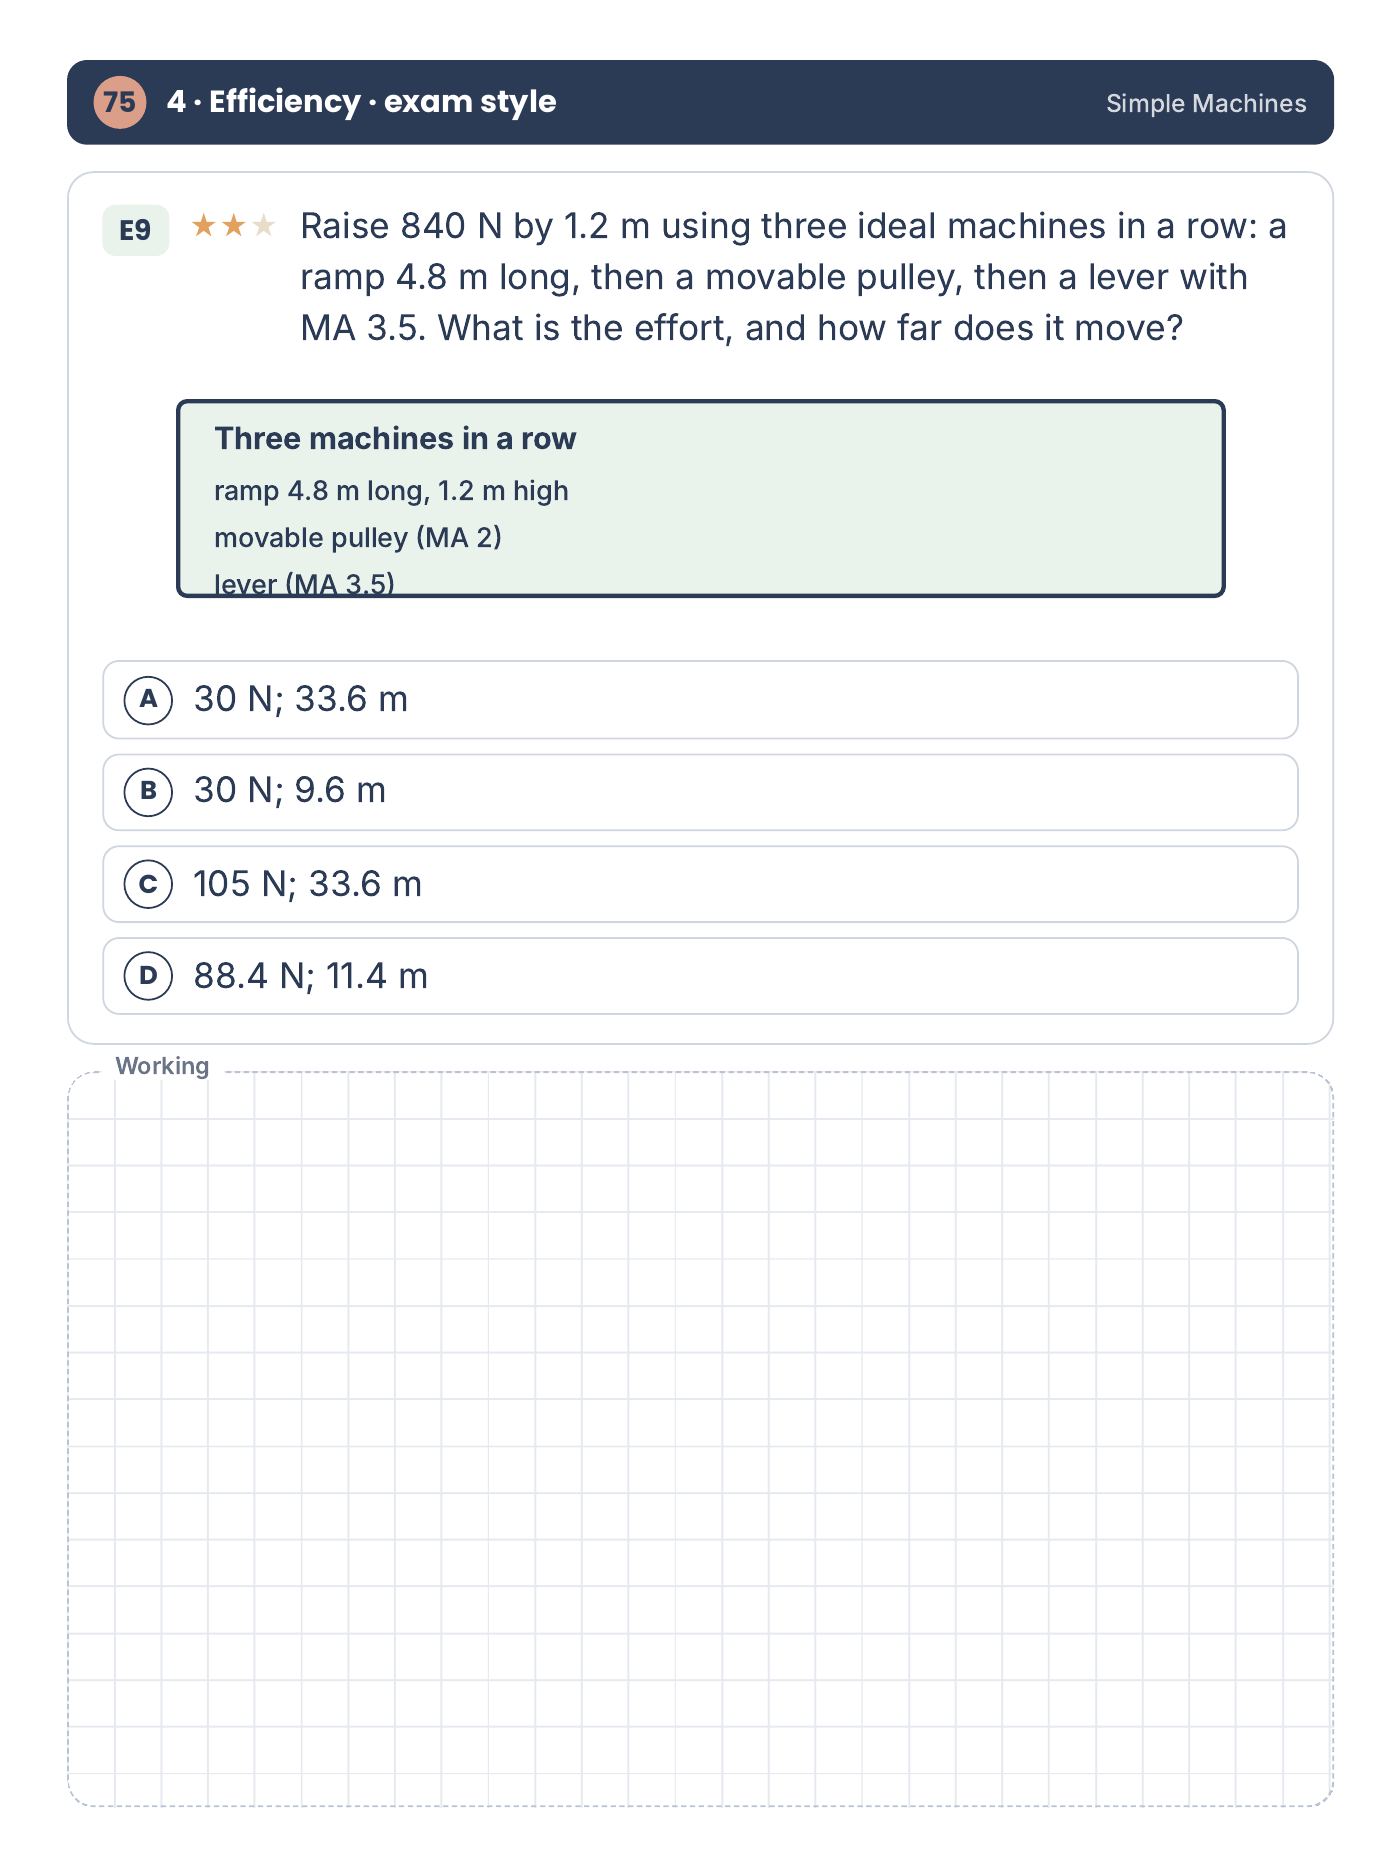 75 4 · Efficiency · exam style Simple Machines
E9 ★★★ Raise 840 N by 1.2 m using three ideal machines in a row: a
ramp 4.8 m long, then a movable pulley, then a lever with
MA 3.5. What is the effort, and how far does it move?
Three machines in a row
ramp 4.8 m long, 1.2 m high
movable pulley (MA 2)
lever (MA 3.5)
A 30 N; 33.6 m
B 30 N; 9.6 m
C 105 N; 33.6 m
D 88.4 N; 11.4 m
Working